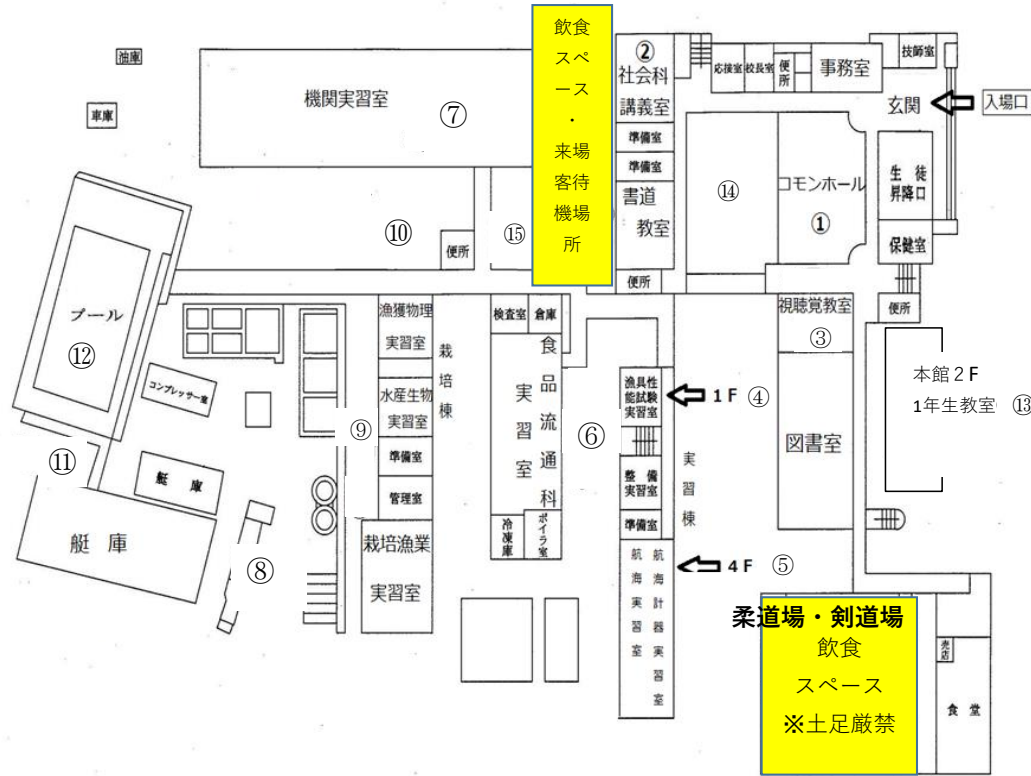 飲食
スペ
ース
・
来場
客待
機場
所
油庫
車庫
機関実習室
⑦
②
社会科
講義室
準備室
準備室
書道
教室
便所
応接室
校長室
便所
事務室
技師室
玄関
入場口
生徒
昇降口
保健室
便所
コモンホール
①
⑭
⑩
便所
⑮
プール
⑫
コンプレッサー室
⑪
艇庫
艇庫
⑧
漁獲物理
実習室
水産生物
実習室
⑨
準備室
管理室
栽培漁業
実習室
栽培棟
検査室
倉庫
食品流通科
実習室
冷凍庫
ボイラ室
⑥
漁具性
能試験
実習室
1F ④
整備
実習室
準備室
実習棟
4F ⑤
航海計器実習室
航海実習室
視聴覚教室
③
図書室
本館2F
1年生教室 ⑬
柔道場・剣道場
飲食
スペース
※土足厳禁
売店
食堂